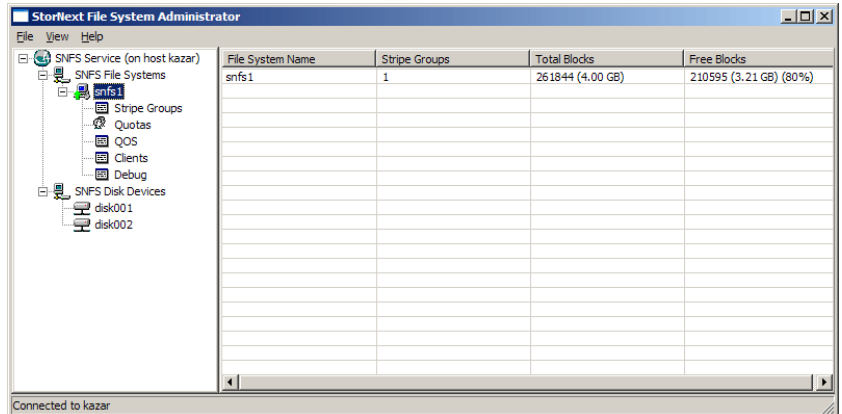 StorNext File System Administrator
File View Help
SNFS Service (on host kazar)
SNFS File Systems
snfs1
Stripe Groups
Quotas
QOS
Clients
Debug
SNFS Disk Devices
disk001
disk002
File System Name Stripe Groups Total Blocks Free Blocks
snfs1 1 261844 (4.00 GB) 210595 (3.21 GB) (80%)
Connected to kazar